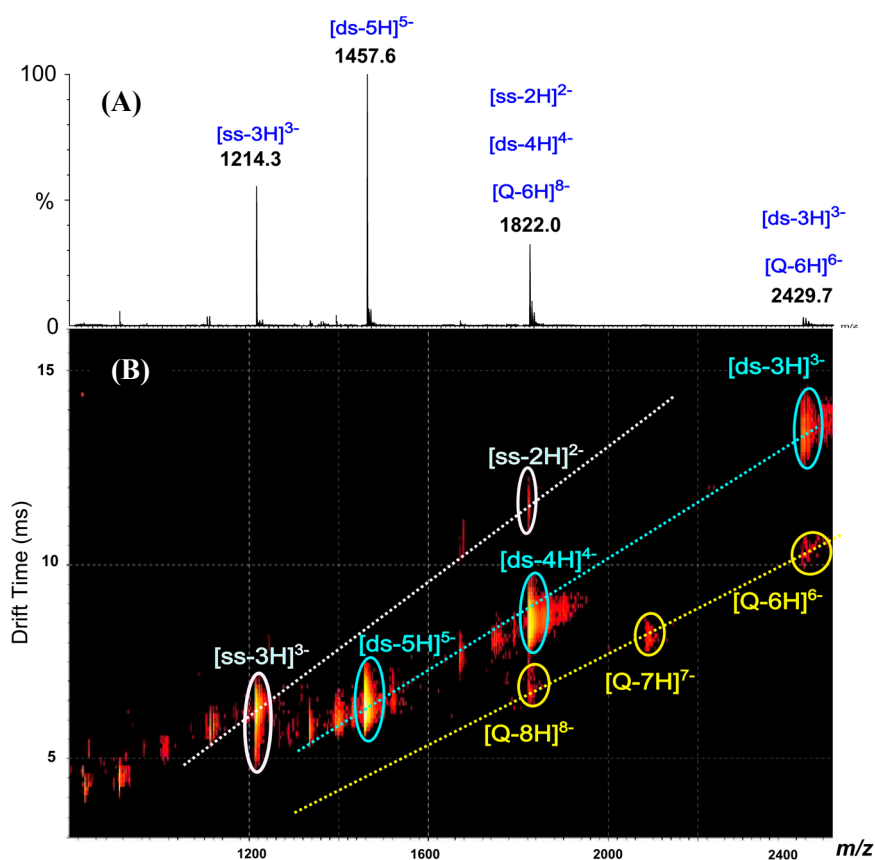 [ds-5H]5-
1457.6
100
(A)
[ss-2H]2-
[ss-3H]3-
1214.3
[ds-4H]4-
%
[Q-6H]8-
1822.0
[ds-3H]3-
[Q-6H]6-
2429.7
0
m/z
15
(B)
[ds-3H]3-
[ss-2H]2-
Drift Time (ms)
10
[ds-4H]4-
[Q-6H]6-
[ss-3H]3-
[ds-5H]5-
[Q-7H]7-
[Q-8H]8-
5
1200
1600
2000
2400
m/z